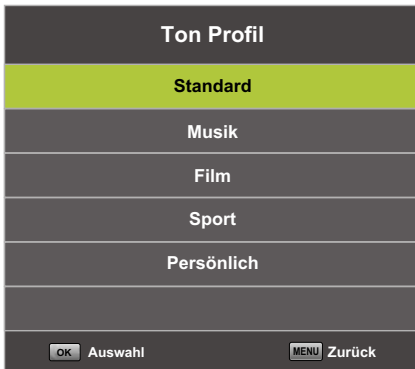 Ton Profil
Standard
Musik
Film
Sport
Persönlich
OK Auswahl MENU Zurück